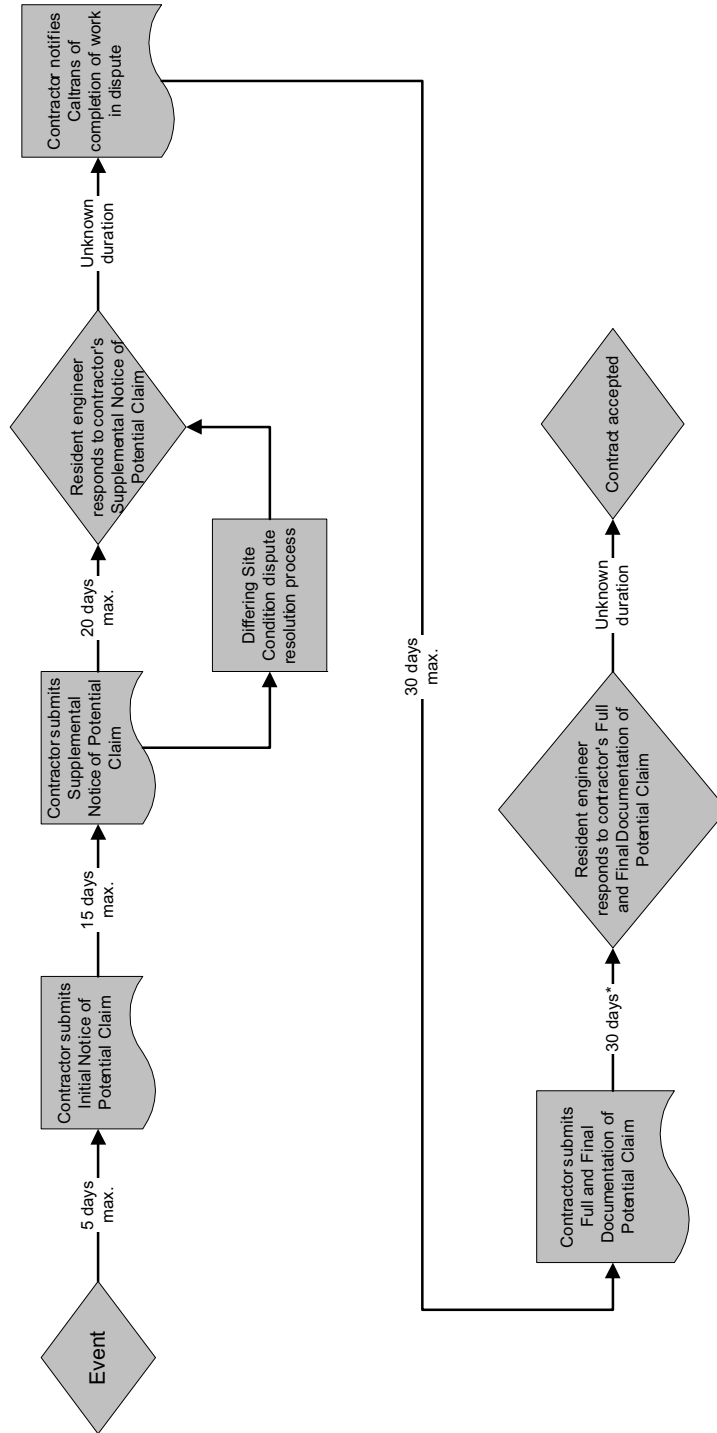 Event
5 days
max.
Contractor submits
Initial Notice of
Potential Claim
15 days
max.
Contractor submits
Supplemental
Notice of Potential
Claim
20 days
max.
Differing Site
Condition dispute
resolution process
Resident engineer
responds to contractor's
Supplemental Notice of
Potential Claim
Unknown
duration
Contractor notifies
Caltrans of
completion of work
in dispute
30 days
max.
Contractor submits
Full and Final
Documentation of
Potential Claim
30 days*
Resident engineer
responds to contractor's Full
and Final Documentation of
Potential Claim
Unknown
duration
Contract accepted